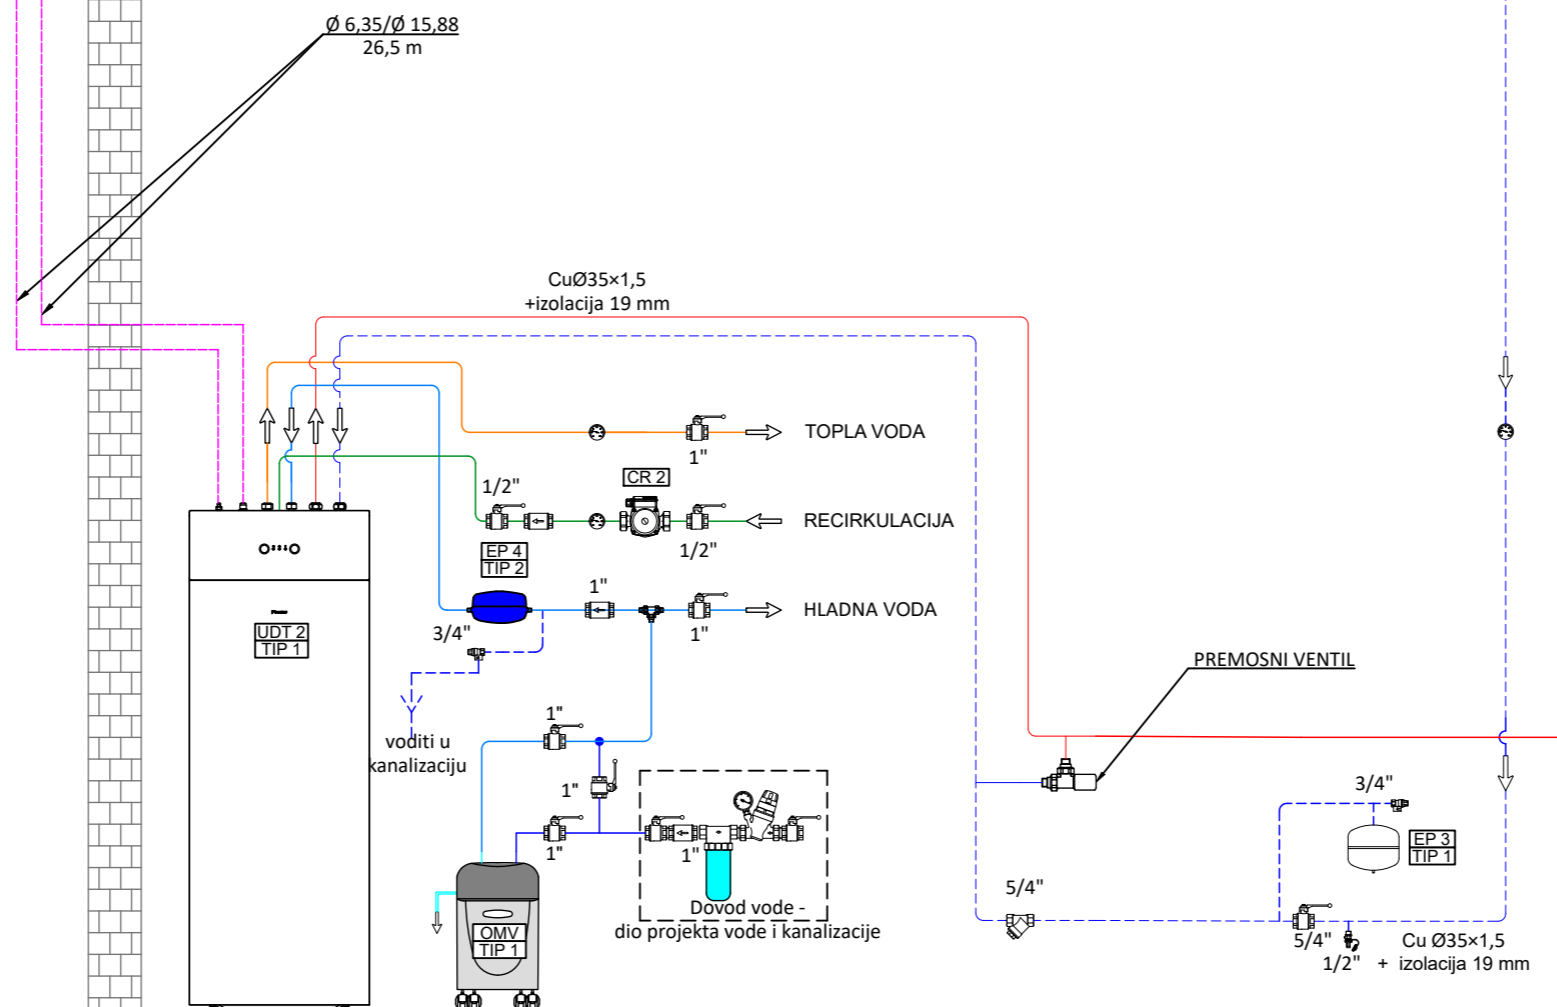 Ø 6,35/Ø 15,88
26,5 m
CuØ35×1,5
+izolacija 19 mm
TOPLA VODA
1"
CR 2
1/2"
RECIRKULACIJA
1/2"
EP 4
TIP 2
1"
HLADNA VODA
1"
3/4"
UDT 2
TIP 1
PREMOSNI VENTIL
voditi u
kanalizaciju
1"
1"
1"
1"
3/4"
EP 3
TIP 1
Dovod vode -
dio projekta vode i kanalizacije
OMV
TIP 1
5/4"
5/4"
1/2"
Cu Ø35×1,5
+ izolacija 19 mm